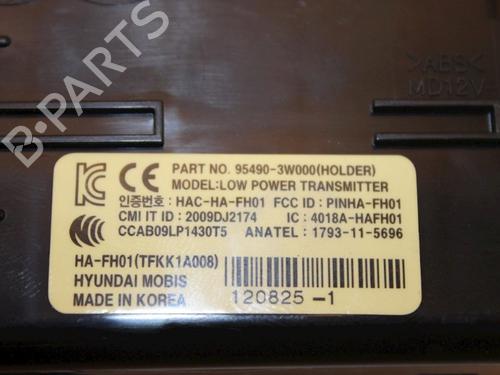 B-PARTS
>ABS<
MD12V
PART NO. 95490-3W000(HOLDER)
MODEL:LOW POWER TRANSMITTER
인증번호 : HAC-HA-FH01 FCC ID : PINHA-FH01
CMI IT ID : 2009DJ2174 IC : 4018A-HAFH01
CCAB09LP1430T5 ANATEL : 1793-11-5696
HA-FH01(TFKK1A008)
HYUNDAI MOBIS
MADE IN KOREA 120825 -1